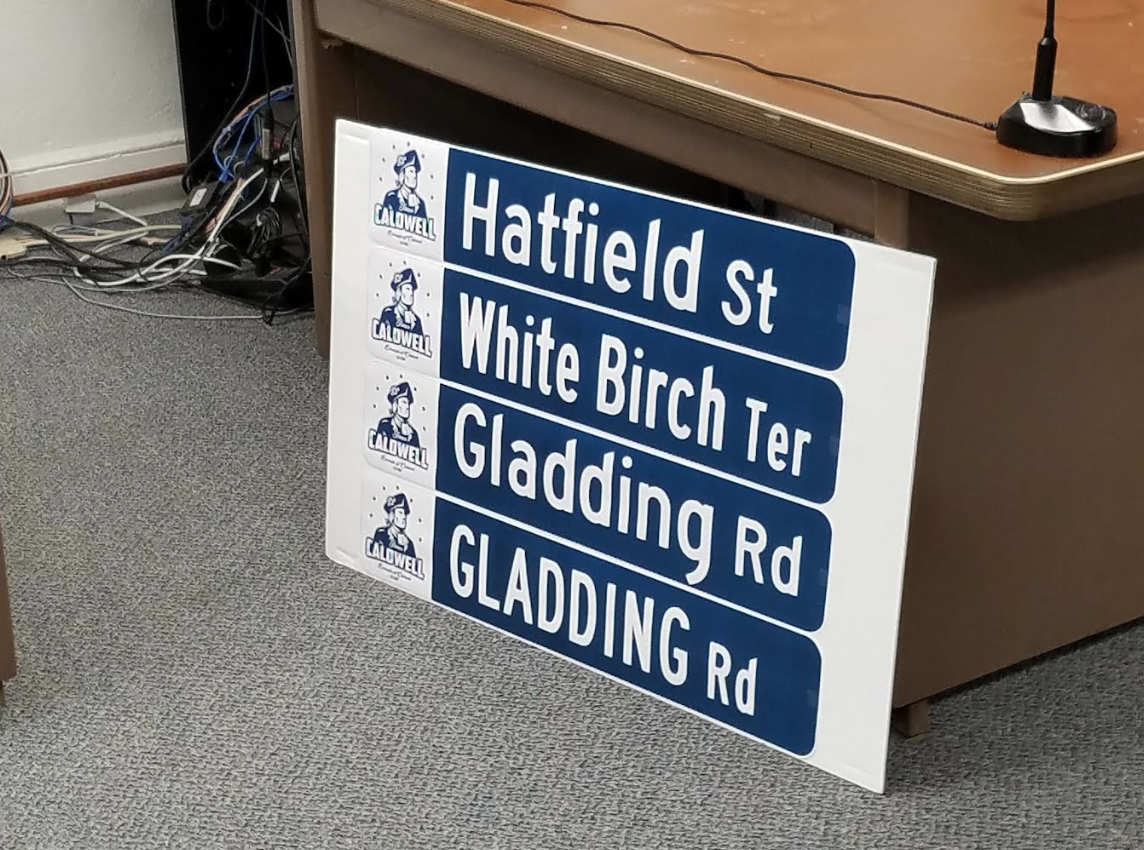 CALDWELL
Hatfield St
CALDWELL
White Birch Ter
CALDWELL
Gladding Rd
CALDWELL
GLADDING Rd